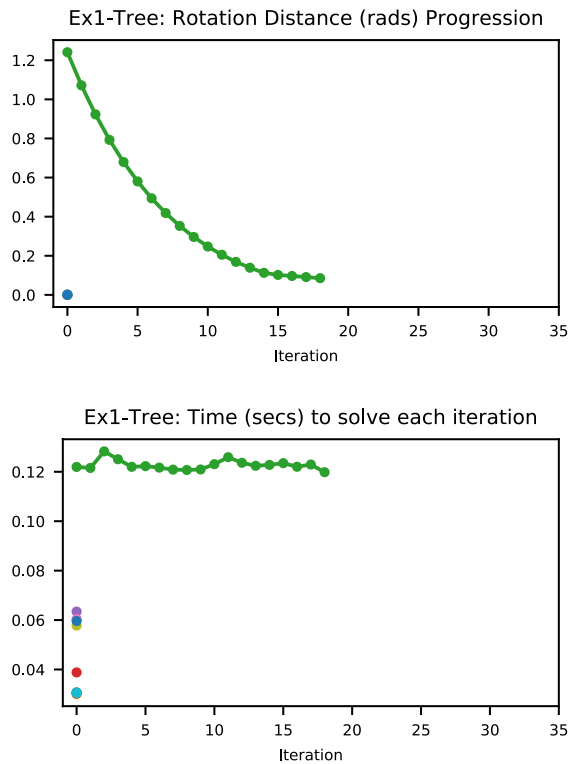 Ex1-Tree: Rotation Distance (rads) Progression
1.2
1.0
0.8
0.6
0.4
0.2
0.0
0 5 10 15 20 25 30 35
Iteration
Ex1-Tree: Time (secs) to solve each iteration
0.12
0.10
0.08
0.06
0.04
0 5 10 15 20 25 30 35
Iteration